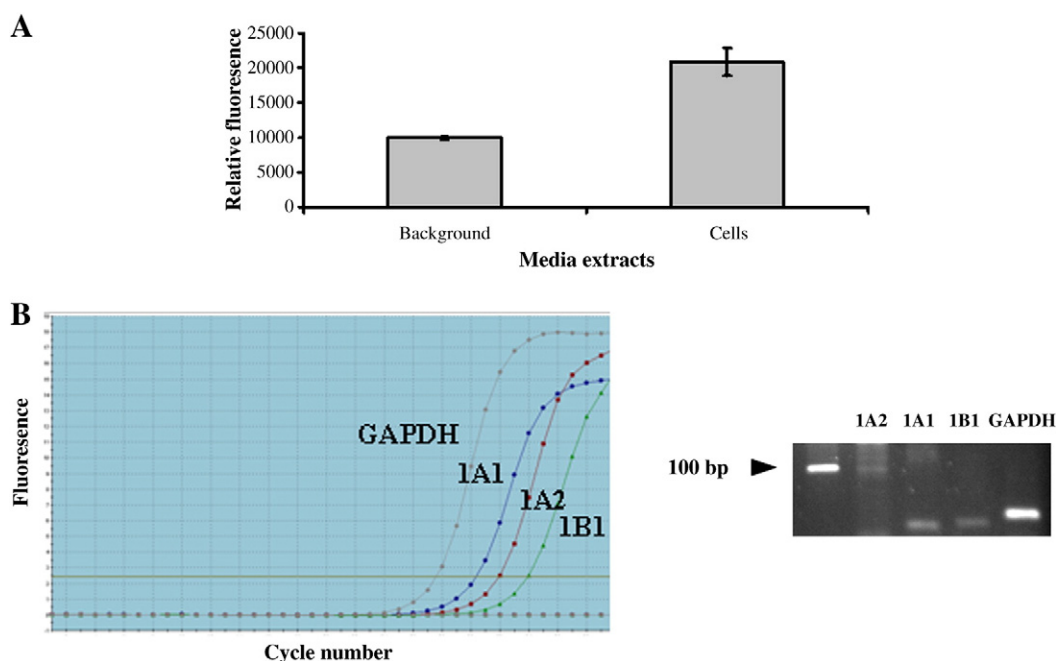 A
Relative fluoresence
25000
20000
15000
10000
5000
0
Background
Cells
Media extracts
B
Fluoresence
GAPDH
1A1
1A2
1B1
Cycle number
1A2 1A1 1B1 GAPDH
100 bp